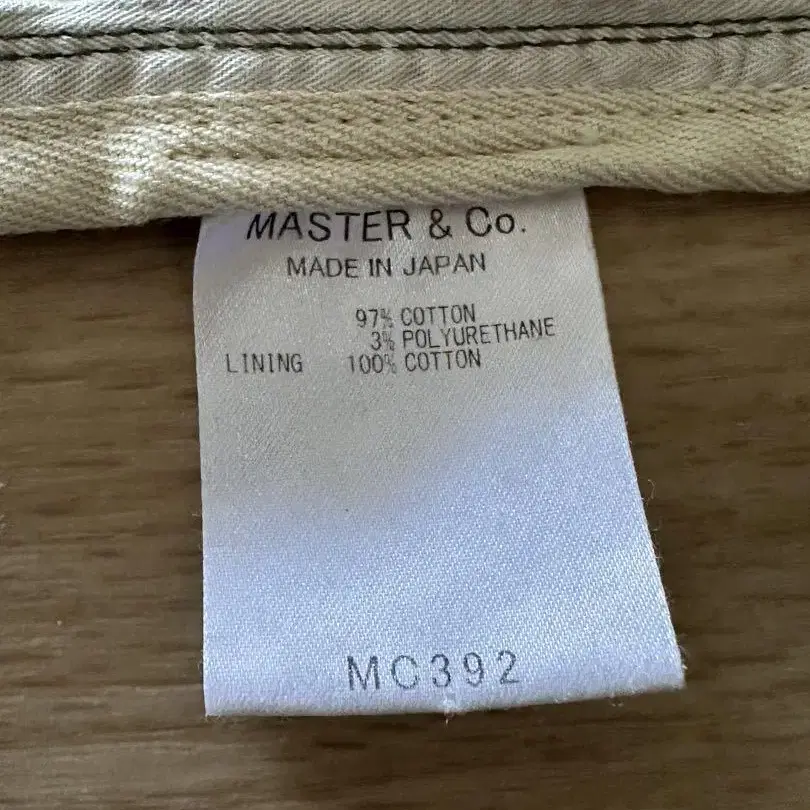 MASTER & Co.
MADE IN JAPAN
97% COTTON
3% POLYURETHANE
LINING 100% COTTON
MC392